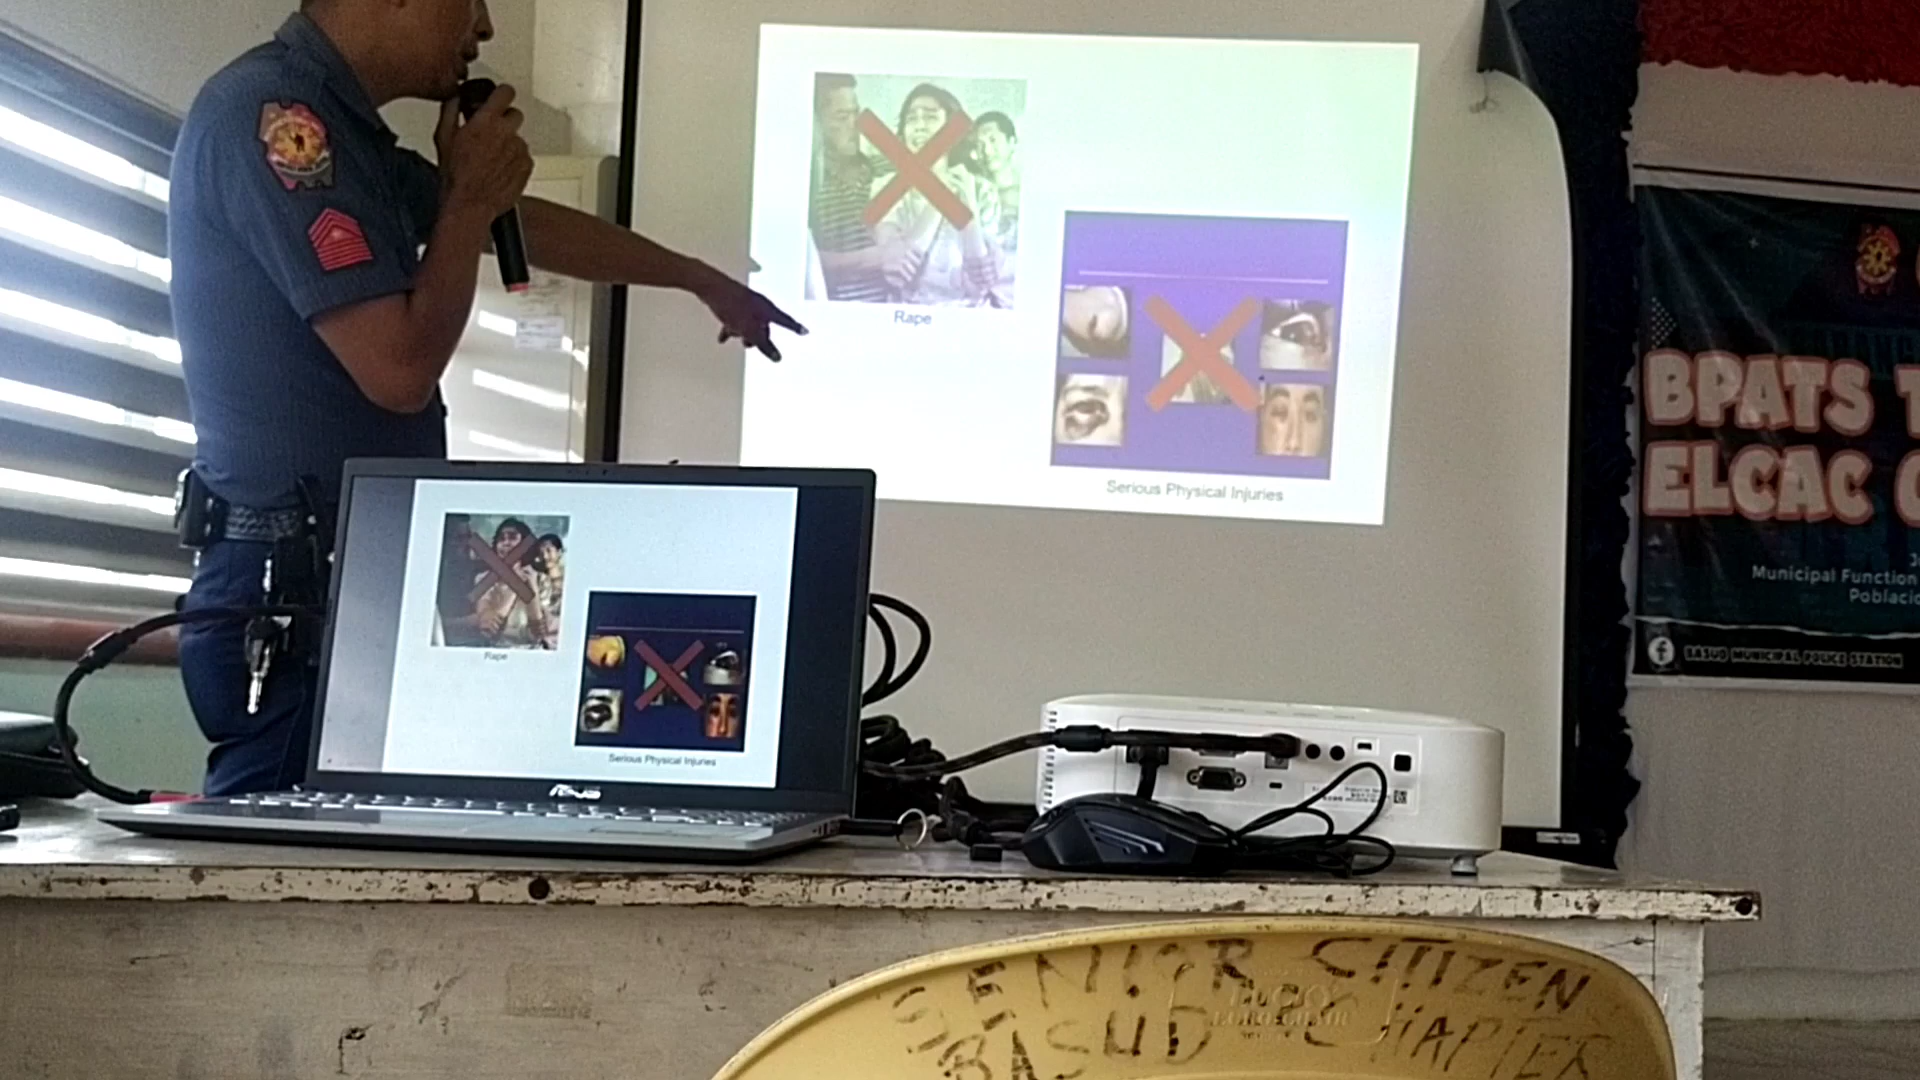 Rape
Serious Physical Injuries
Rape
Serious Physical Injuries
ASUS
BPATS T
ELCAC
Municipal Function
Poblacio
BASUD MUNICIPAL POLICE STATION
SENIOR CITIZEN
BASUD CHAPTER